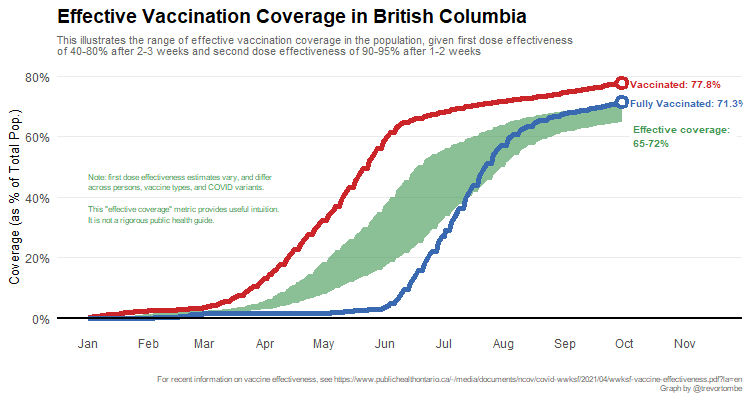 Effective Vaccination Coverage in British Columbia
This illustrates the range of effective vaccination coverage in the population, given first dose effectiveness
of 40-80% after 2-3 weeks and second dose effectiveness of 90-95% after 1-2 weeks
Coverage (as % of Total Pop.)
80%
60%
40%
20%
0%
Vaccinated: 77.8%
Fully Vaccinated: 71.3%
Effective coverage:
65-72%
Note: first dose effectiveness estimates vary, and differ
across persons, vaccine types, and COVID variants.
This "effective coverage" metric provides useful intuition.
It is not a rigorous public health guide.
Jan Feb Mar Apr May Jun Jul Aug Sep Oct Nov
For recent information on vaccine effectiveness, see https://www.publichealthontario.ca/-/media/documents/ncov/covid-wwksf/2021/04/wwksf-vaccine-effectiveness.pdf?la=en
Graph by @trevortombe